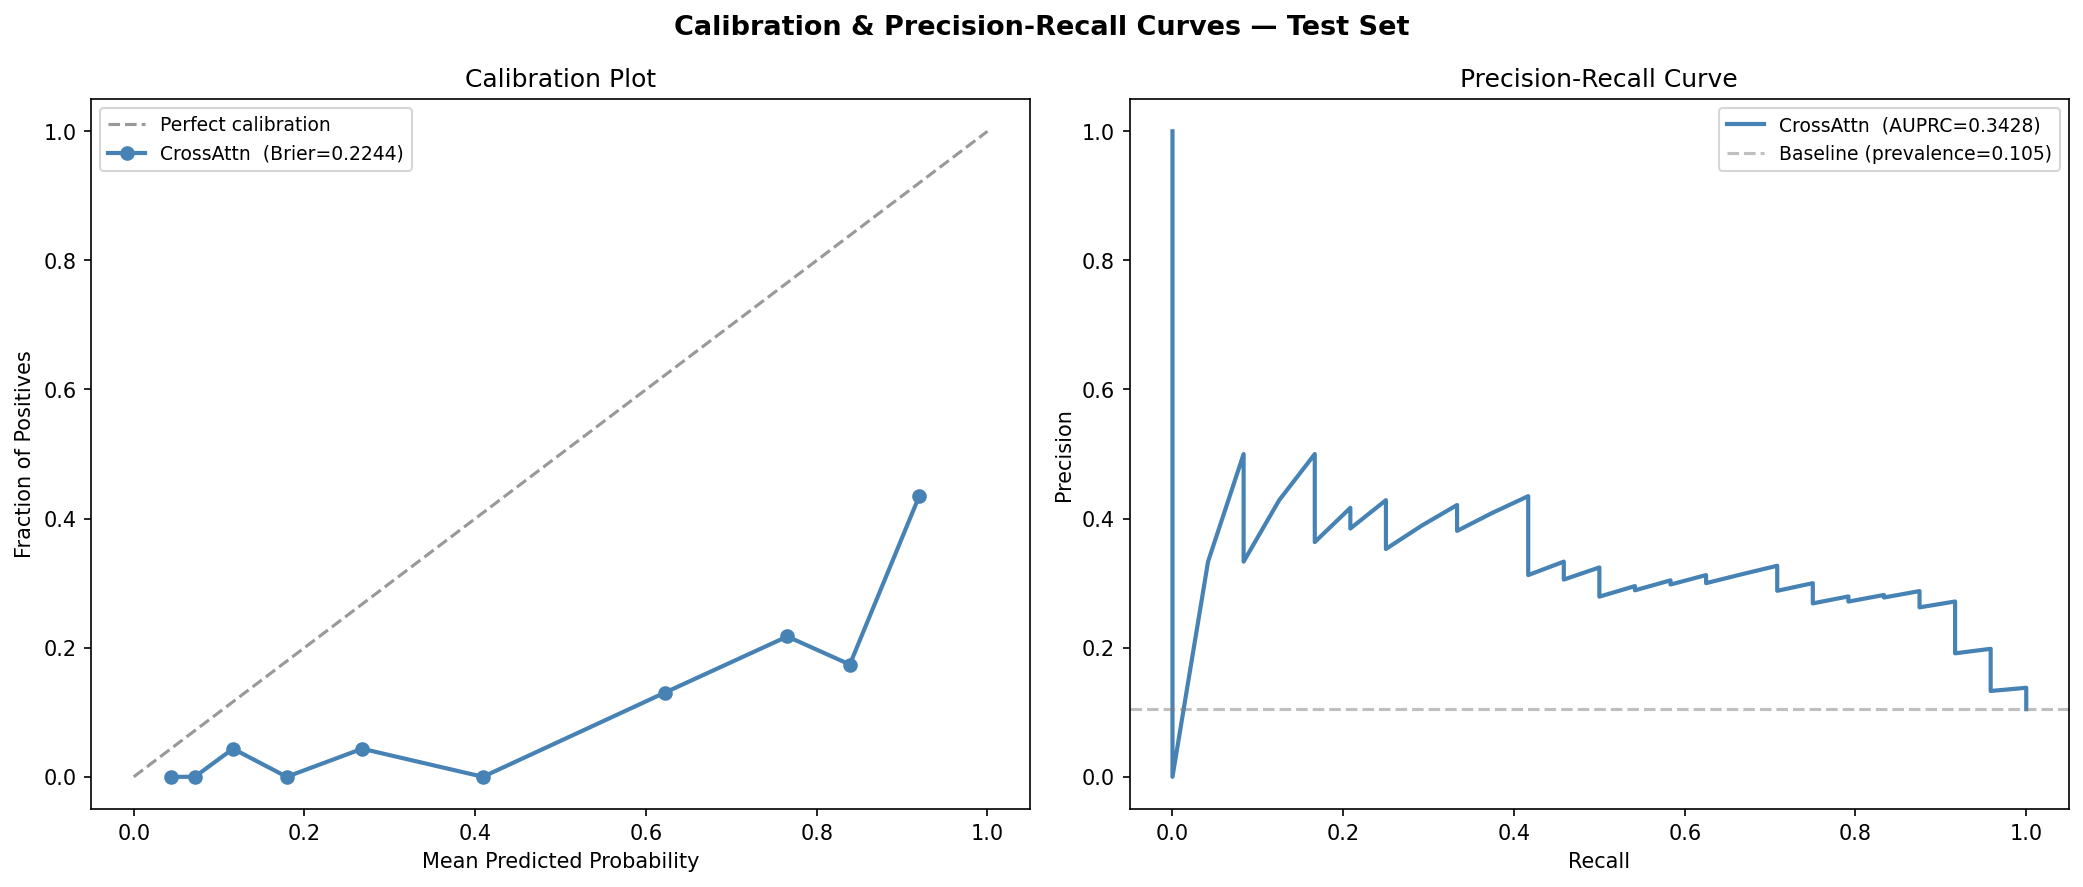 Calibration & Precision-Recall Curves — Test Set
Calibration Plot
Perfect calibration
CrossAttn (Brier=0.2244)
1.0
0.8
0.6
0.4
0.2
0.0
Fraction of Positives
0.0 0.2 0.4 0.6 0.8 1.0
Mean Predicted Probability
Precision-Recall Curve
CrossAttn (AUPRC=0.3428)
Baseline (prevalence=0.105)
1.0
0.8
0.6
0.4
0.2
0.0
Precision
0.0 0.2 0.4 0.6 0.8 1.0
Recall